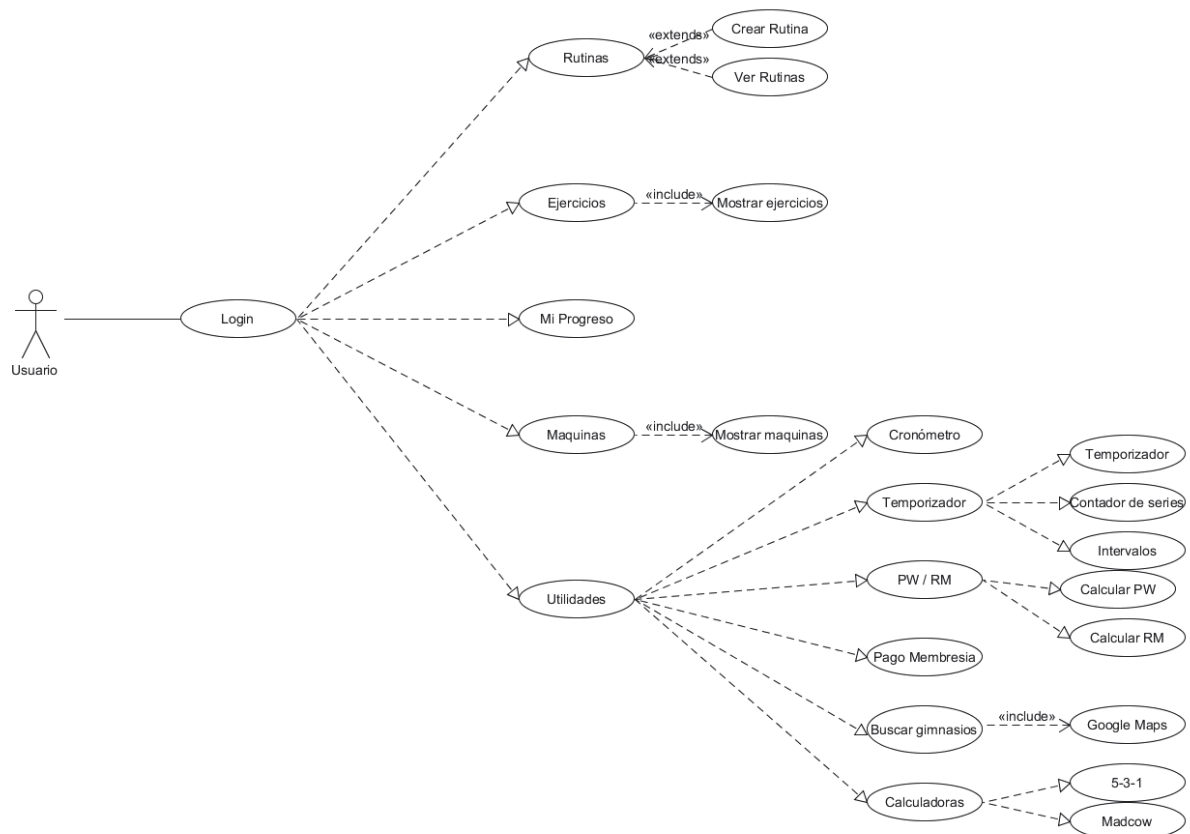 Crear Rutina
«extends»
Rutinas
«extends»
Ver Rutinas
Ejercicios
«include»
Mostrar ejercicios
Login
Mi Progreso
Usuario
Maquinas
«include»
Mostrar maquinas
Cronómetro
Temporizador
Temporizador
Contador de series
Intervalos
Utilidades
PW / RM
Calcular PW
Calcular RM
Pago Membresia
Buscar gimnasios
«include»
Google Maps
Calculadoras
5-3-1
Madcow